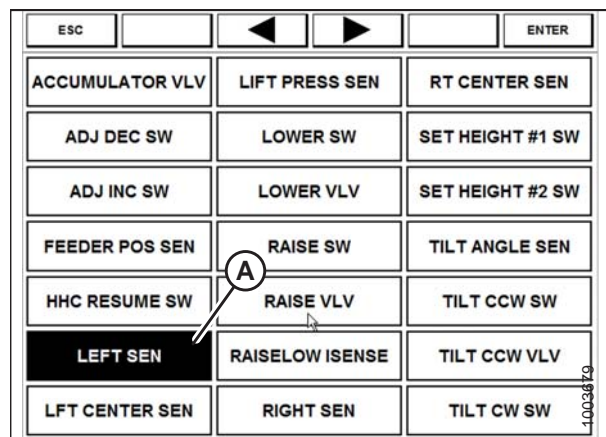 ESC ENTER
ACCUMULATOR VLV LIFT PRESS SEN RT CENTER SEN
ADJ DEC SW LOWER SW SET HEIGHT #1 SW
ADJ INC SW LOWER VLV SET HEIGHT #2 SW
FEEDER POS SEN RAISE SW TILT ANGLE SEN
A
HHC RESUME SW RAISE VLV TILT CCW SW
LEFT SEN RAISELOW ISENSE TILT CCW VLV
LFT CENTER SEN RIGHT SEN TILT CW SW
1003679